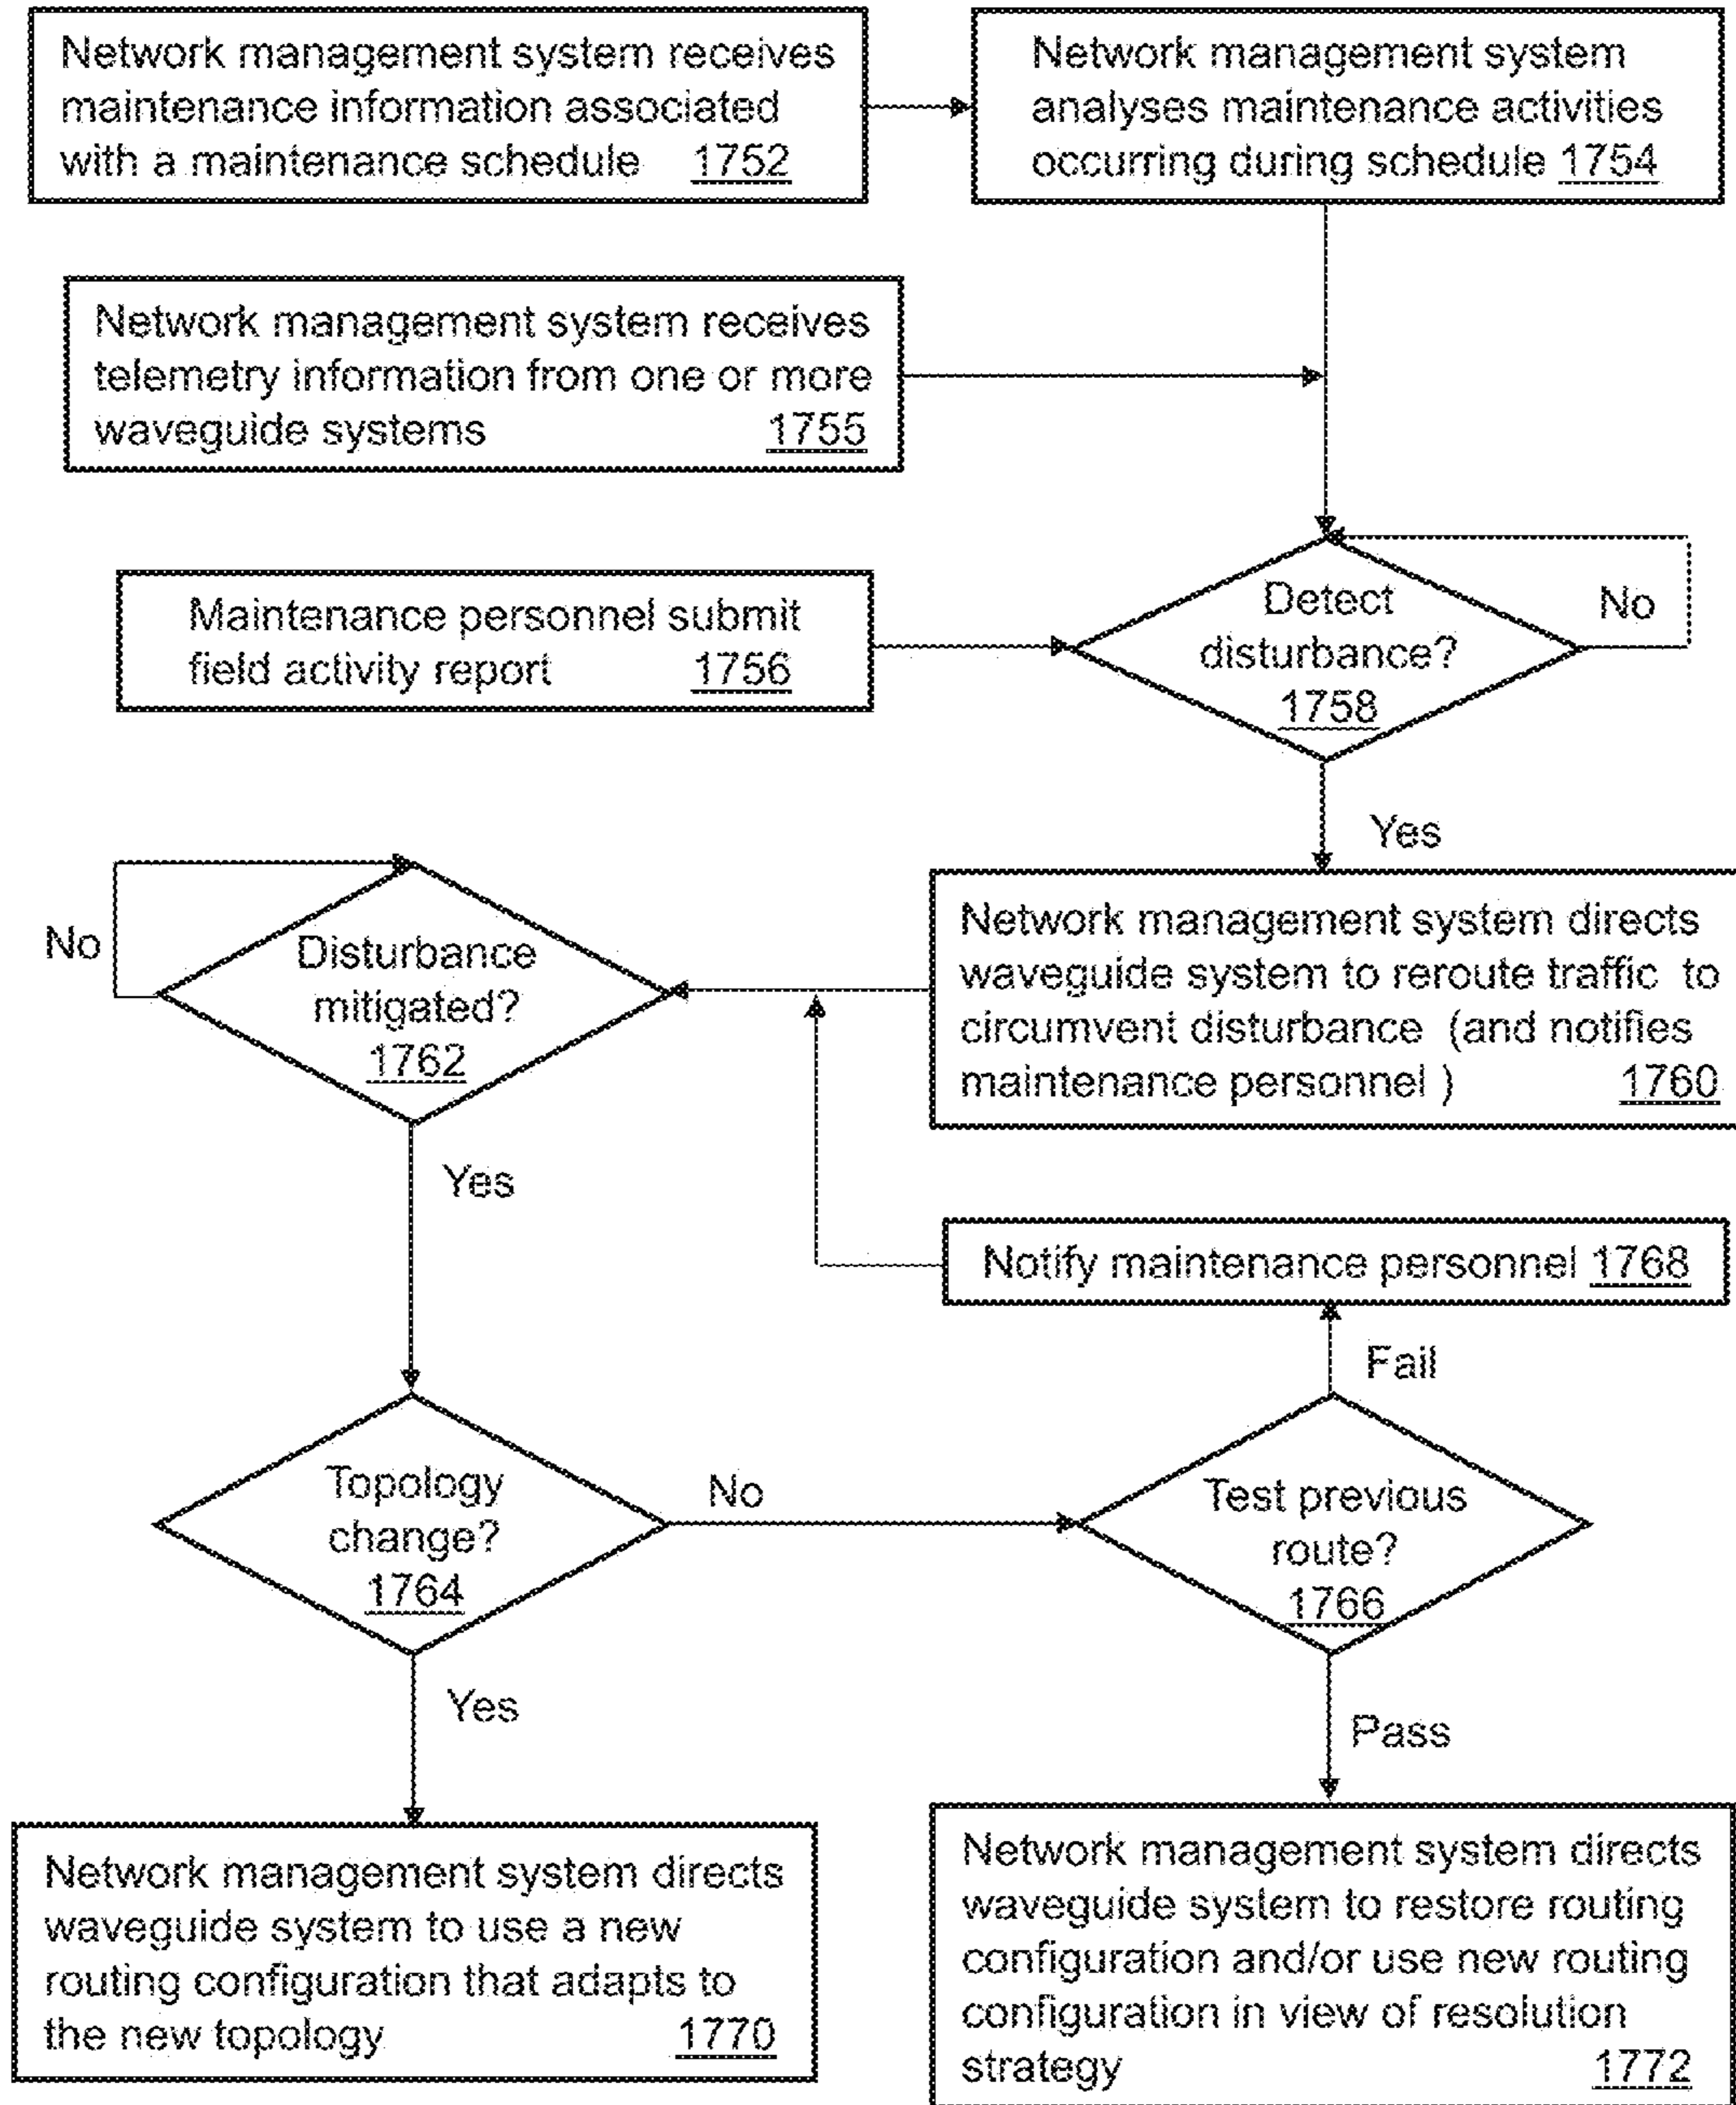 Network management system receives
maintenance information associated
with a maintenance schedule 1752
Network management system
analyses maintenance activities
occurring during schedule 1754
Network management system receives
telemetry information from one or more
waveguide systems 1755
Maintenance personnel submit
field activity report 1756
Detect
disturbance?
1758
No
Yes
Network management system directs
waveguide system to reroute traffic to
circumvent disturbance (and notifies
maintenance personnel ) 1760
No
Disturbance
mitigated?
1762
Yes
Notify maintenance personnel 1768
Fail
Topology
change?
1764
No
Test previous
route?
1766
Yes
Pass
Network management system directs
waveguide system to use a new
routing configuration that adapts to
the new topology 1770
Network management system directs
waveguide system to restore routing
configuration and/or use new routing
configuration in view of resolution
strategy 1772